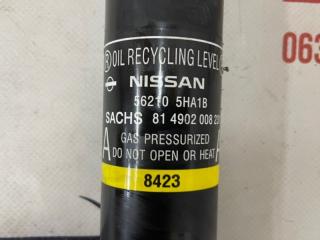 Ⓡ OIL RECYCLING LEVEL
NISSAN
56210 5HA1B
SACHS 81 4902 008
A GAS PRESSURIZED A
DO NOT OPEN OR HEAT
8423
063